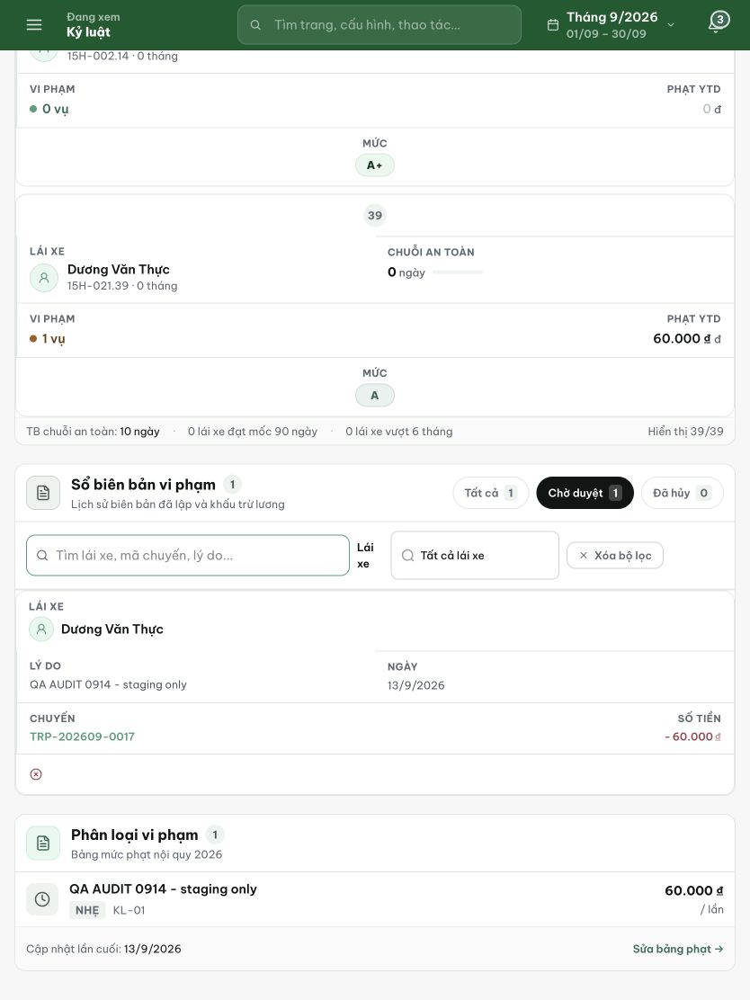 Đang xem
Kỷ luật
Tìm trang, cấu hình, thao tác...
Tháng 9/2026
01/09 – 30/09
3
15H-002.14 · 0 tháng
VI PHẠM
PHẠT YTD
0 vụ
0 đ
MỨC
A+
39
LÁI XE
CHUỖI AN TOÀN
Dương Văn Thực
15H-021.39 · 0 tháng
0 ngày
VI PHẠM
PHẠT YTD
1 vụ
60.000 ₫ đ
MỨC
A
TB chuỗi an toàn: 10 ngày · 0 lái xe đạt mốc 90 ngày · 0 lái xe vượt 6 tháng
Hiển thị 39/39
Sổ biên bản vi phạm 1
Lịch sử biên bản đã lập và khấu trừ lương
Tất cả 1
Chờ duyệt 1
Đã hủy 0
Tìm lái xe, mã chuyến, lý do...
Lái
xe
Tất cả lái xe
Xóa bộ lọc
LÁI XE
Dương Văn Thực
LÝ DO
NGÀY
QA AUDIT 0914 - staging only
13/9/2026
CHUYẾN
SỐ TIỀN
TRP-202609-0017
- 60.000 ₫
Phân loại vi phạm 1
Bảng mức phạt nội quy 2026
QA AUDIT 0914 - staging only
60.000 ₫
NHẸ KL-01
/ lần
Cập nhật lần cuối: 13/9/2026
Sửa bảng phạt →